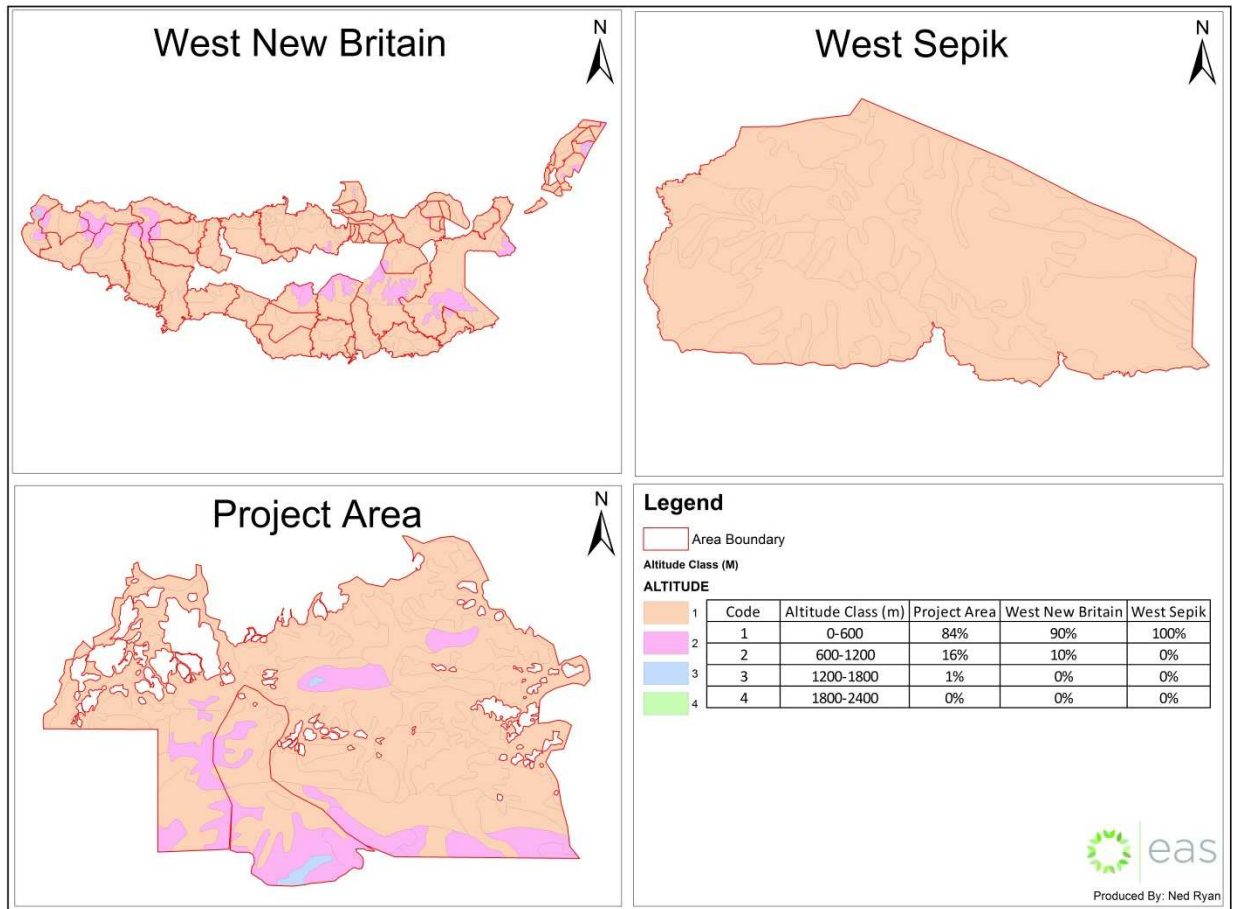 West New Britain
N
West Sepik
N
Project Area
N
Legend
Area Boundary
Altitude Class (M)
ALTITUDE
1
2
3
4
Code Altitude Class (m) Project Area West New Britain West Sepik
1 0-600 84% 90% 100%
2 600-1200 16% 10% 0%
3 1200-1800 1% 0% 0%
4 1800-2400 0% 0% 0%
eas
Produced By: Ned Ryan